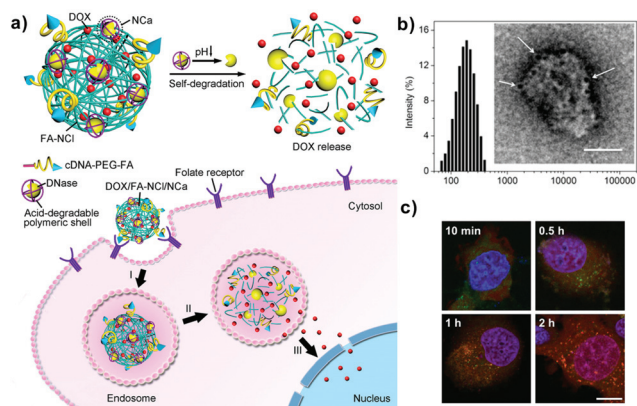 a)
DOX
NCa
pH↓
Self-degradation
DOX release
FA-NCl
cDNA-PEG-FA
DNase
Acid-degradable
polymeric shell
DOX/FA-NCl/NCa
Folate receptor
Cytosol
I
II
III
Endosome
Nucleus
b)
Intensity (%)
16
12
8
4
0
100
1000
10000
100000
c)
10 min
0.5 h
1 h
2 h